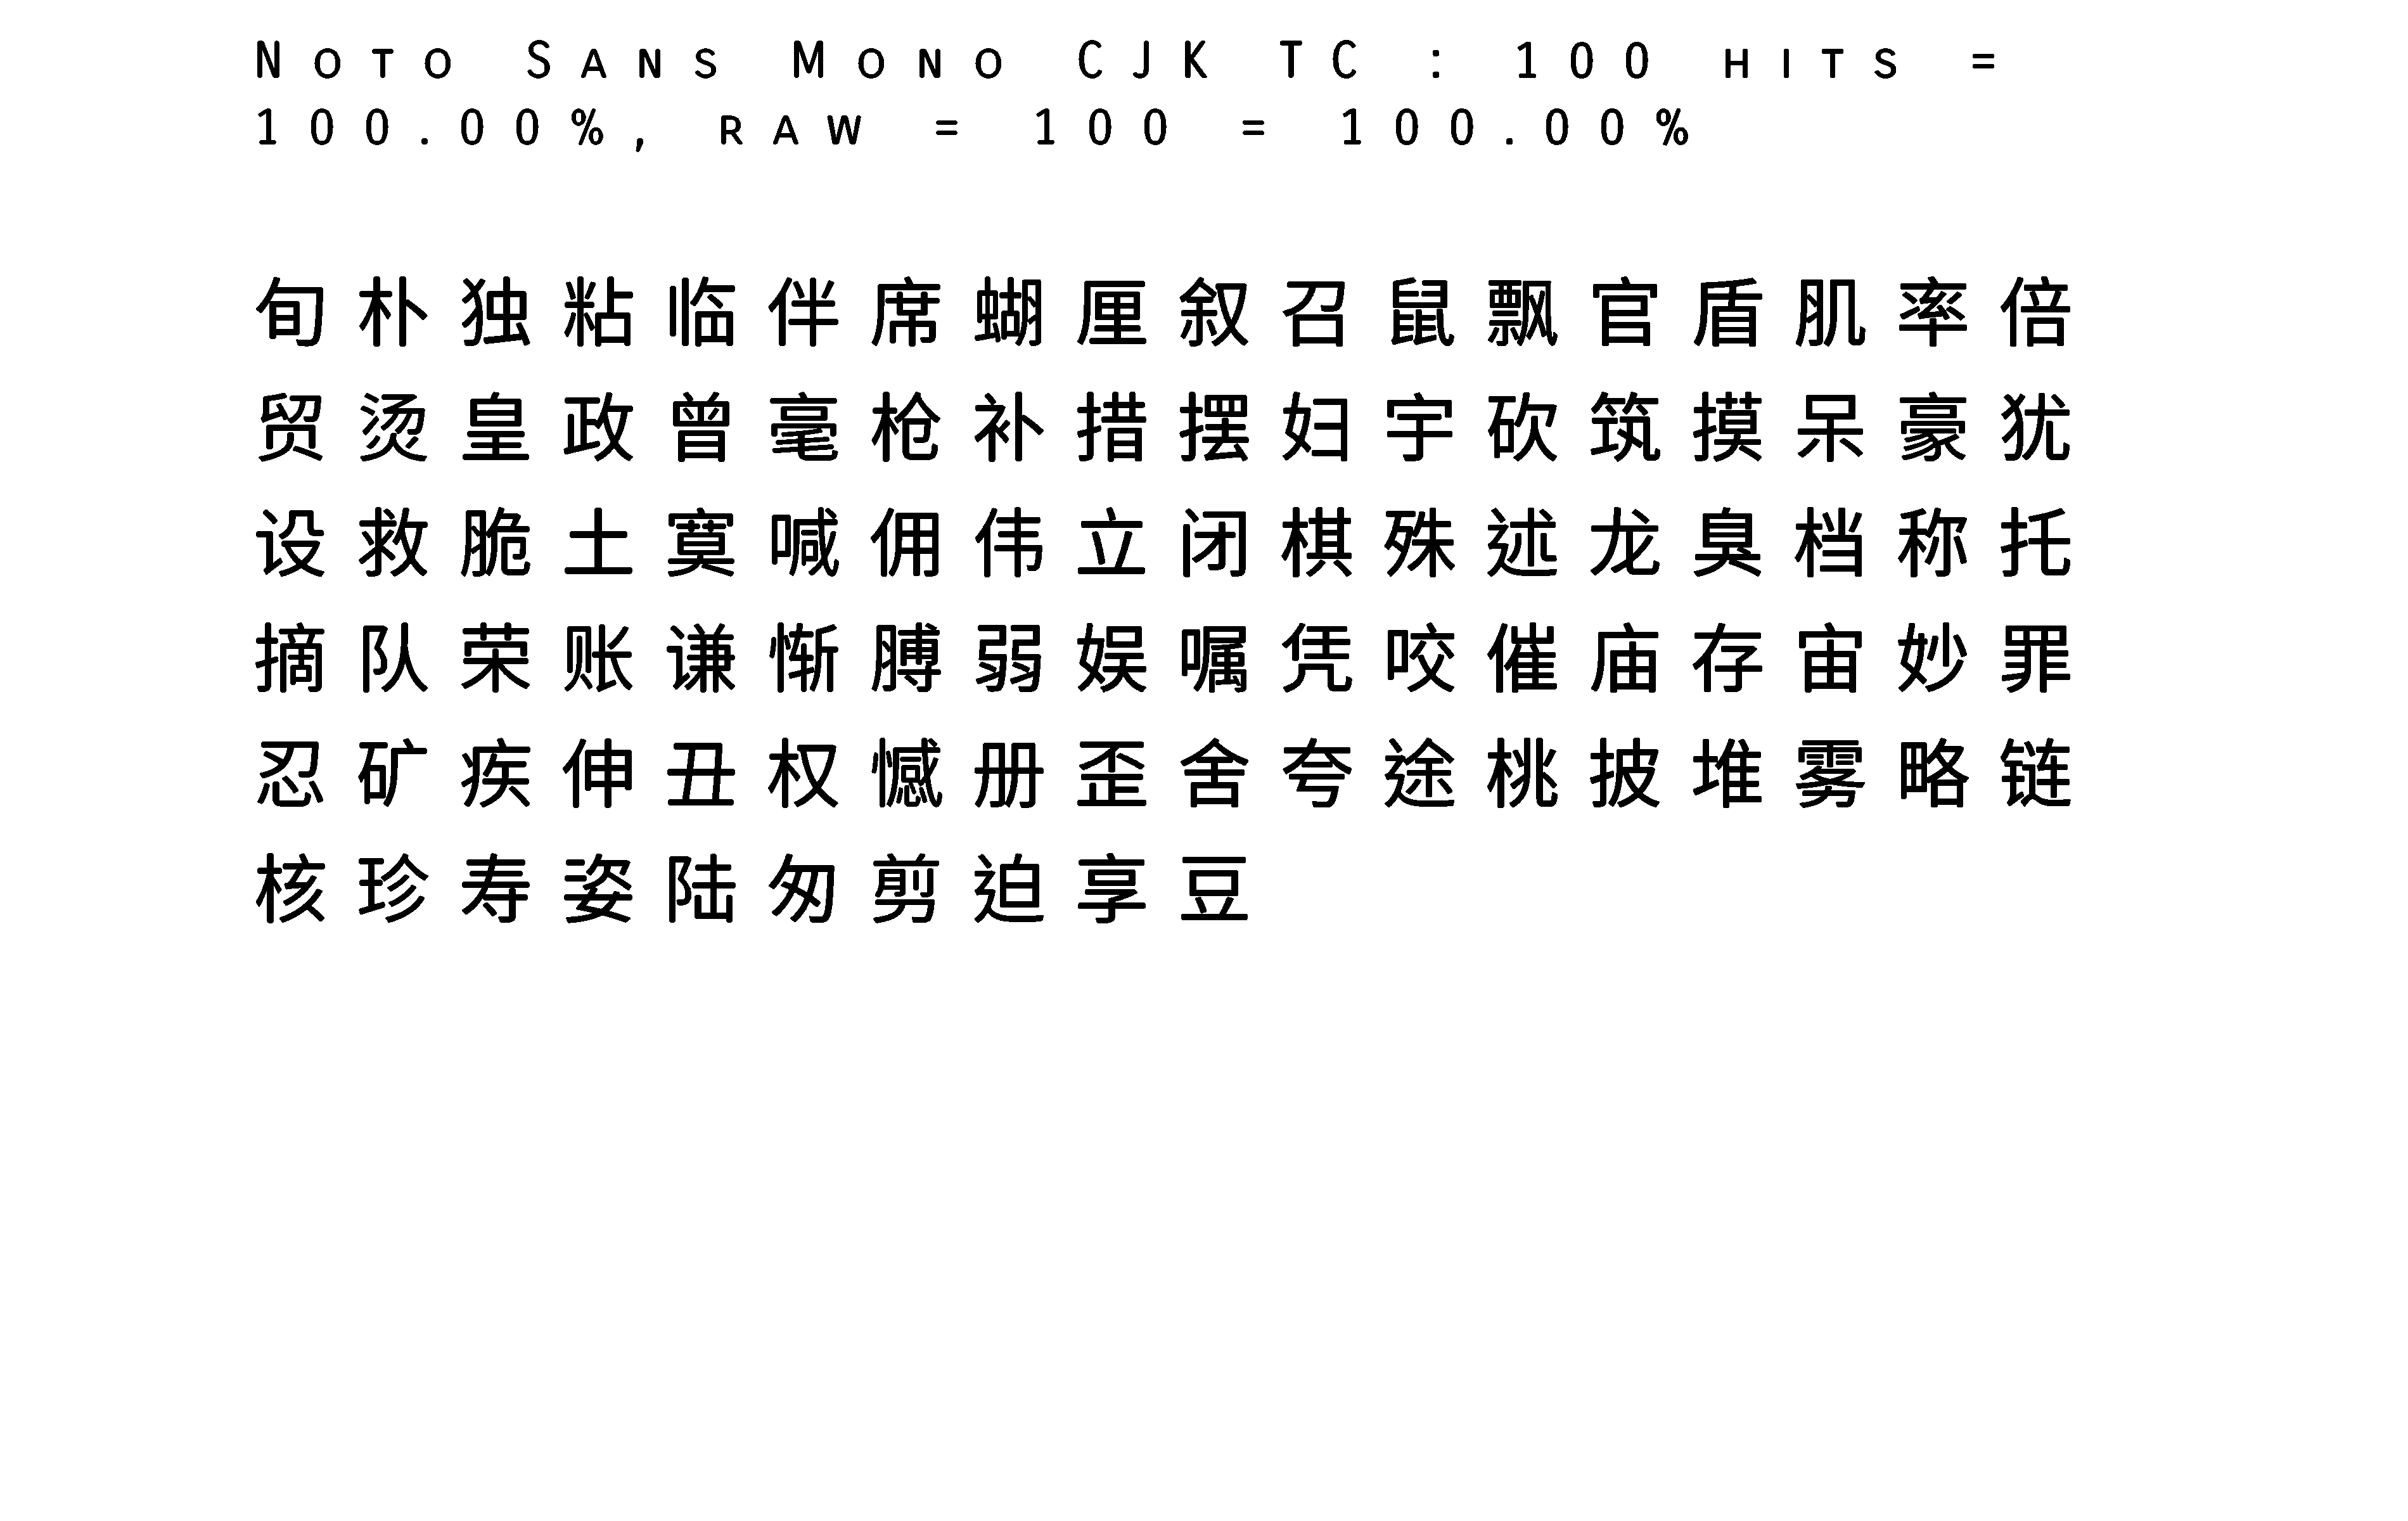 Noto Sans Mono CJK TC : 100 hits =
100.00%, raw = 100 = 100.00%
旬朴独粘临伴席蝴厘叙召鼠飘官盾肌率倍
贸烫皇政曾毫枪补措摆妇宇砍筑摸呆豪犹
设救脆土寞喊佣伟立闭棋殊述龙臭档称托
摘队荣账谦惭膊弱娱嘱凭咬催庙存宙妙罪
忍矿疾伸丑权憾册歪舍夸途桃披堆雾略链
核珍寿姿陆匆剪迫享豆